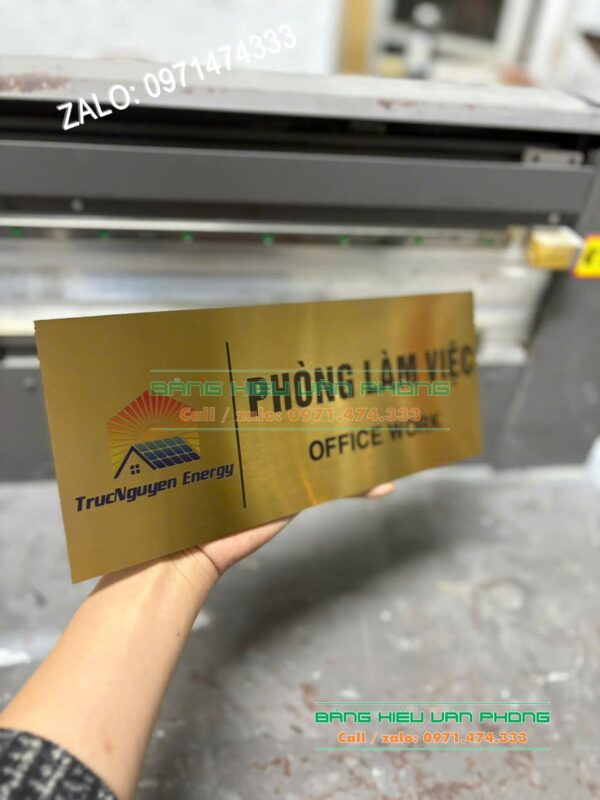 ZALO: 0971474333
PHÒNG LÀM VIỆC
BẢNG HIỆU VĂN PHÒNG
Call / zalo: 0971.474.333
OFFICE WORK
TrucNguyen Energy
BẢNG HIỆU VĂN PHÒNG
Call / zalo: 0971.474.333